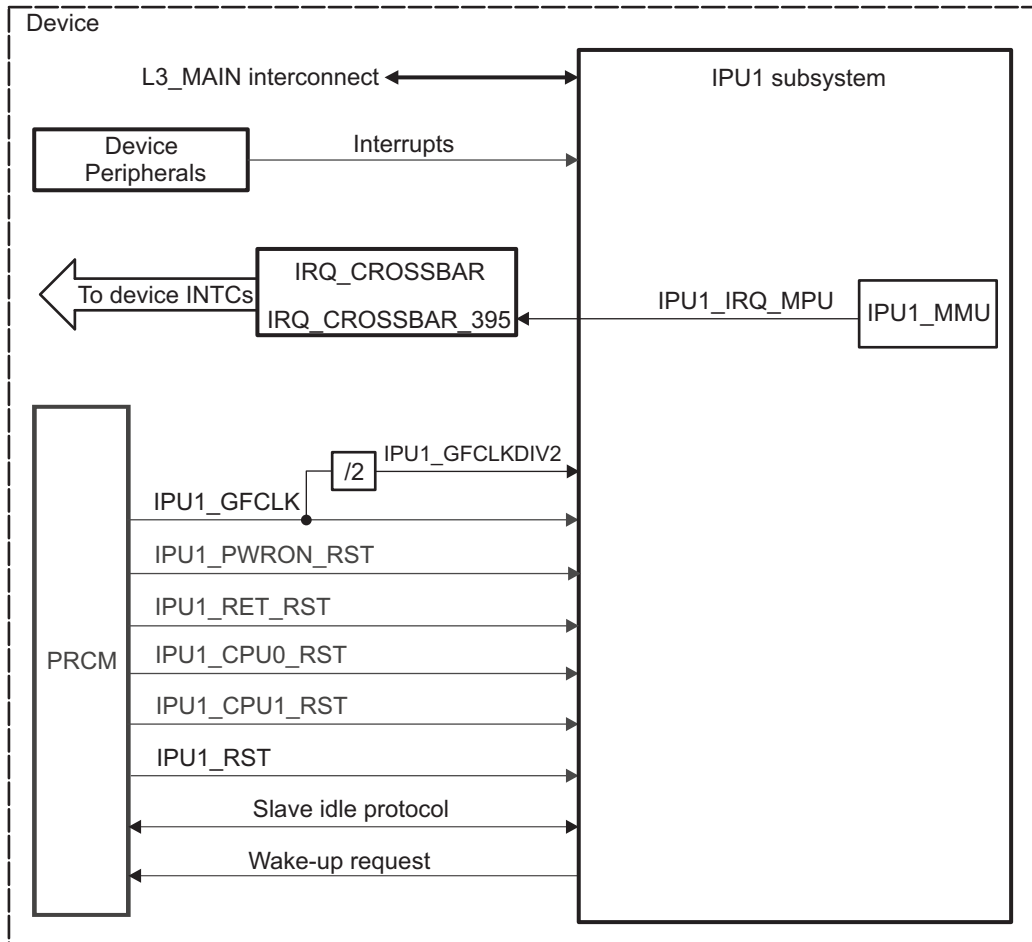 Device
L3_MAIN interconnect
IPU1 subsystem
Device
Peripherals
Interrupts
IRQ_CROSSBAR
To device INTCs
IRQ_CROSSBAR_395
IPU1_IRQ_MPU
IPU1_MMU
PRCM
/2
IPU1_GFCLKDIV2
IPU1_GFCLK
IPU1_PWRON_RST
IPU1_RET_RST
IPU1_CPU0_RST
IPU1_CPU1_RST
IPU1_RST
Slave idle protocol
Wake-up request